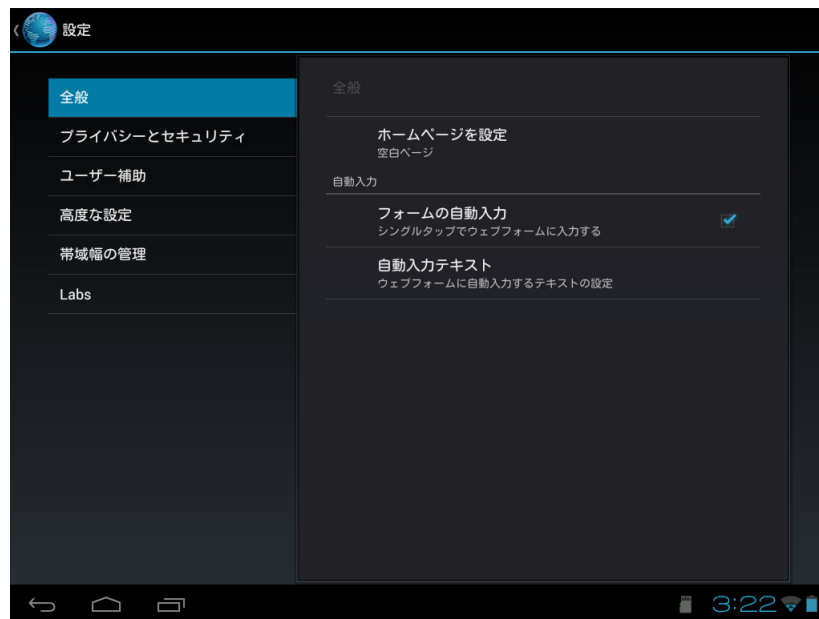 設定
全般
プライバシーとセキュリティ
ユーザー補助
高度な設定
帯域幅の管理
Labs
全般
ホームページを設定
空白ページ
自動入力
フォームの自動入力
シングルタップでウェブフォームに入力する
自動入力テキスト
ウェブフォームに自動入力するテキストの設定
3:22